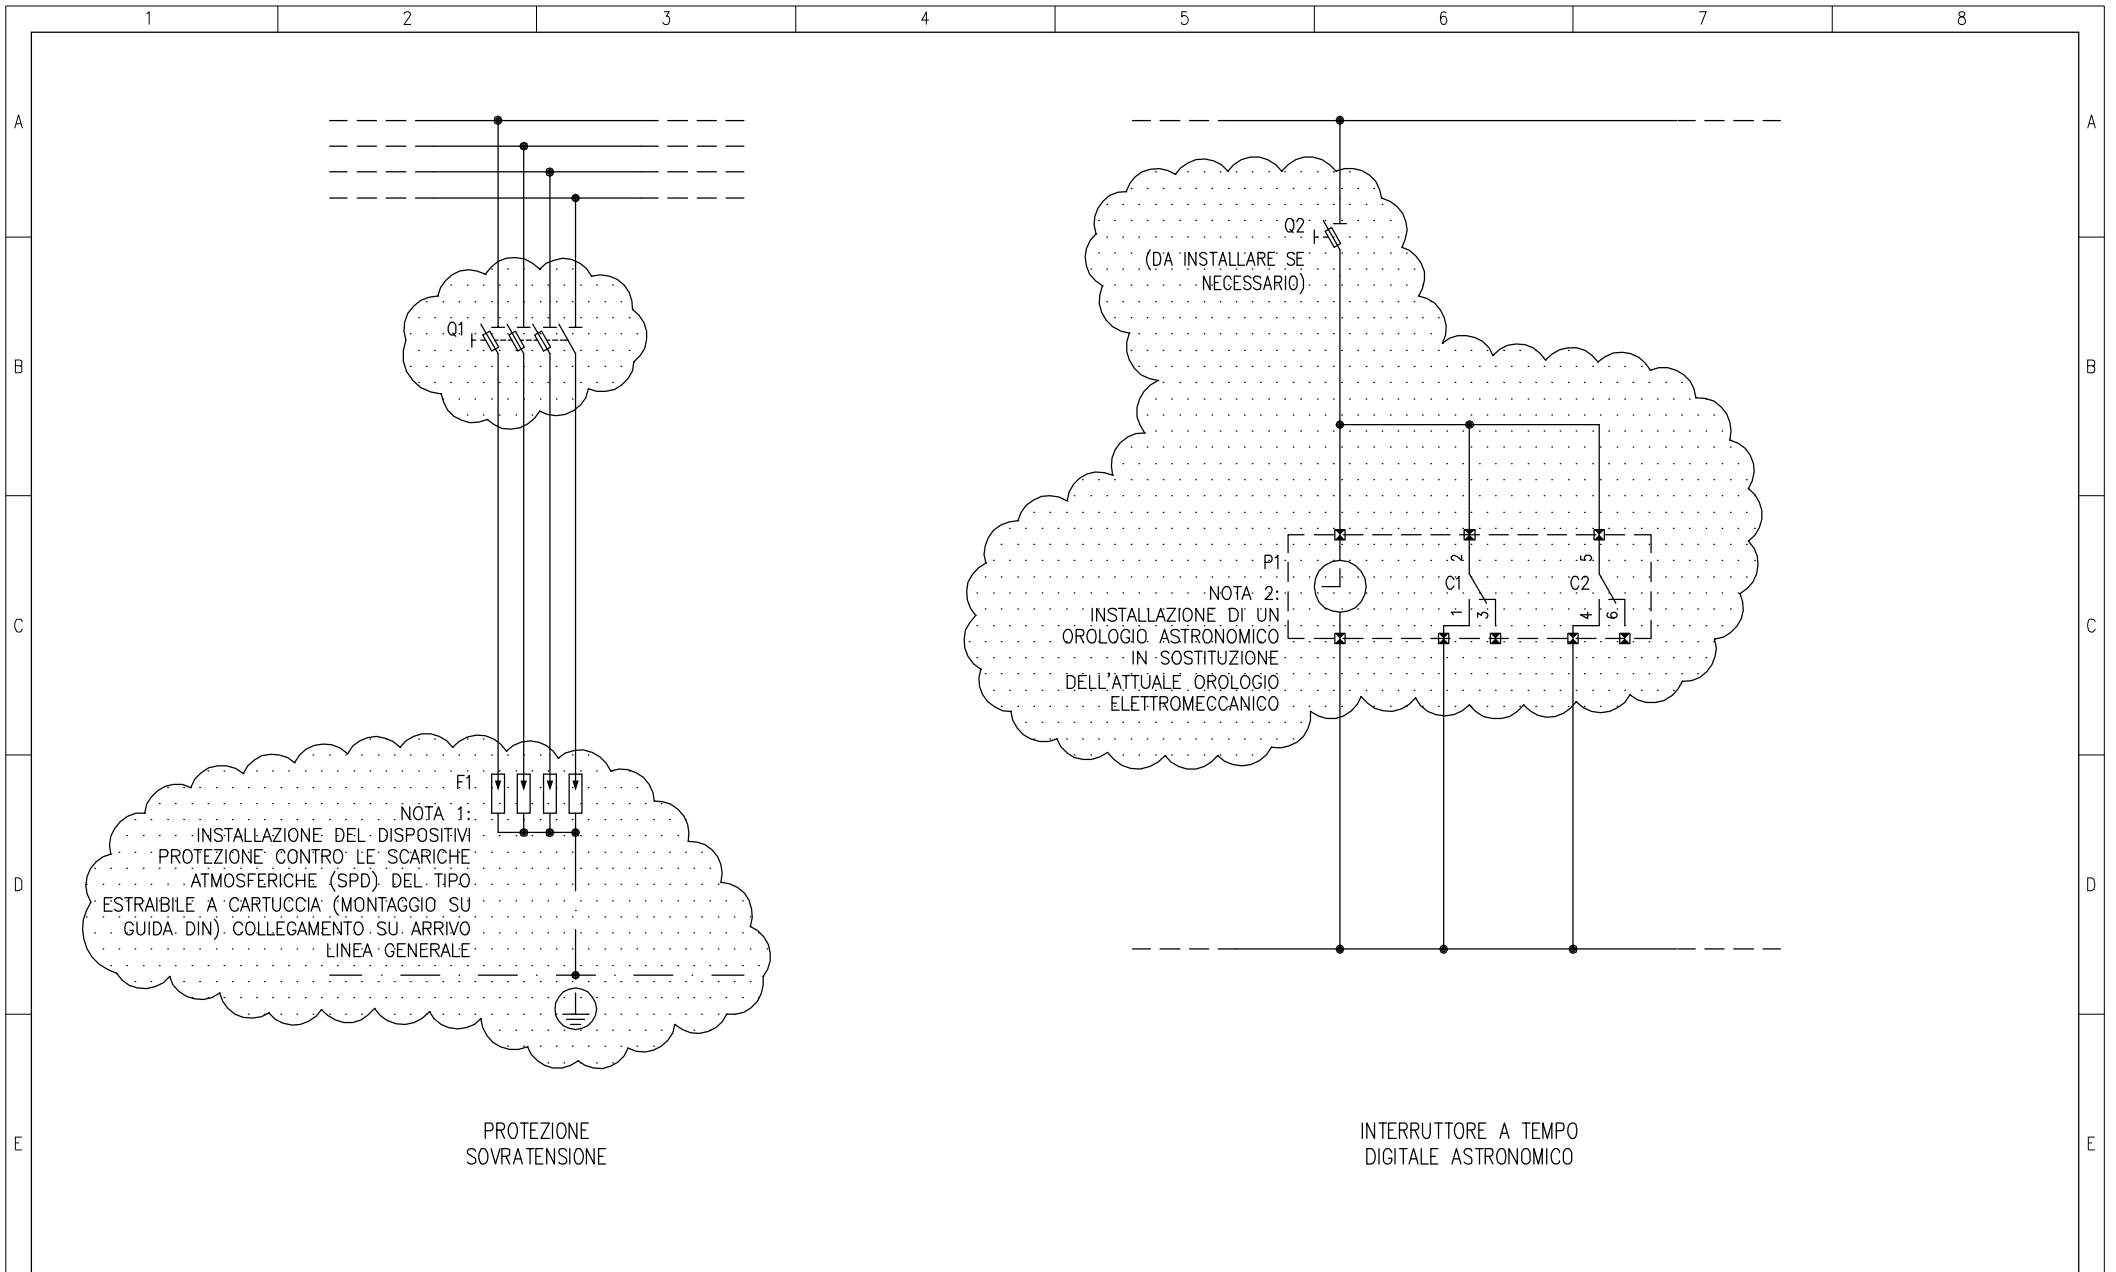 1 2 3 4 5 6 7 8
A A
B B
C C
D D
E E
Q1
F1
NOTA 1:
INSTALLAZIONE DEL DISPOSITIVI
PROTEZIONE CONTRO LE SCARICHE
ATMOSFERICHE (SPD) DEL TIPO
ESTRAIBILE A CARTUCCIA (MONTAGGIO SU
GUIDA DIN) COLLEGAMENTO SU ARRIVO
LINEA GENERALE
PROTEZIONE
SOVRATENSIONE
Q2
(DA INSTALLARE SE
NECESSARIO)
P1
NOTA 2:
INSTALLAZIONE DI UN
OROLOGIO ASTRONOMICO
IN SOSTITUZIONE
DELL'ATTUALE OROLOGIO
ELETTROMECCANICO
2 5
C1 C2
1 3 4 6
INTERRUTTORE A TEMPO
DIGITALE ASTRONOMICO